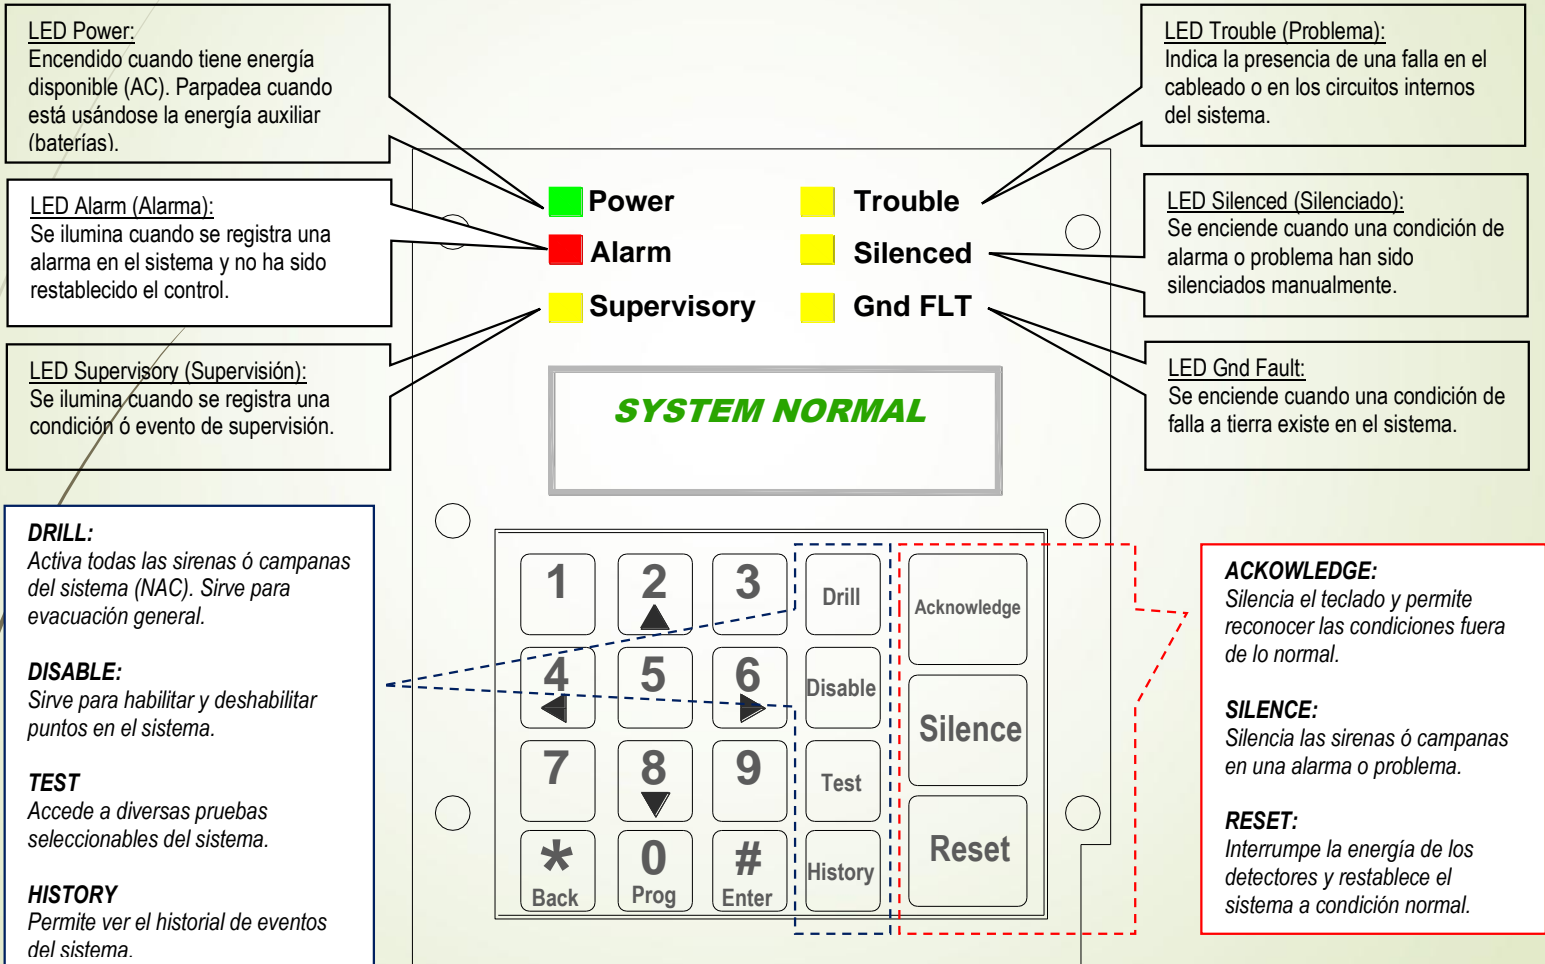 LED Power:
Encendido cuando tiene energía
disponible (AC). Parpadea cuando
está usándose la energía auxiliar
(baterías).
LED Alarm (Alarma):
Se ilumina cuando se registra una
alarma en el sistema y no ha sido
restablecido el control.
LED Supervisory (Supervisión):
Se ilumina cuando se registra una
condición ó evento de supervisión.
LED Trouble (Problema):
Indica la presencia de una falla en el
cableado o en los circuitos internos
del sistema.
LED Silenced (Silenciado):
Se enciende cuando una condición de
alarma o problema han sido
silenciados manualmente.
LED Gnd Fault:
Se enciende cuando una condición de
falla a tierra existe en el sistema.
Power
Trouble
Alarm
Silenced
Supervisory
Gnd FLT
SYSTEM NORMAL
DRILL:
Activa todas las sirenas ó campanas
del sistema (NAC). Sirve para
evacuación general.
DISABLE:
Sirve para habilitar y deshabilitar
puntos en el sistema.
TEST
Accede a diversas pruebas
seleccionables del sistema.
HISTORY
Permite ver el historial de eventos
del sistema.
1 2 3 Drill
Acknowledge
4 5 6 Disable
Silence
7 8 9 Test
Reset
* 0 # History
Back Prog Enter
ACKOWLEDGE:
Silencia el teclado y permite
reconocer las condiciones fuera
de lo normal.
SILENCE:
Silencia las sirenas ó campanas
en una alarma o problema.
RESET:
Interrumpe la energía de los
detectores y restablece el
sistema a condición normal.